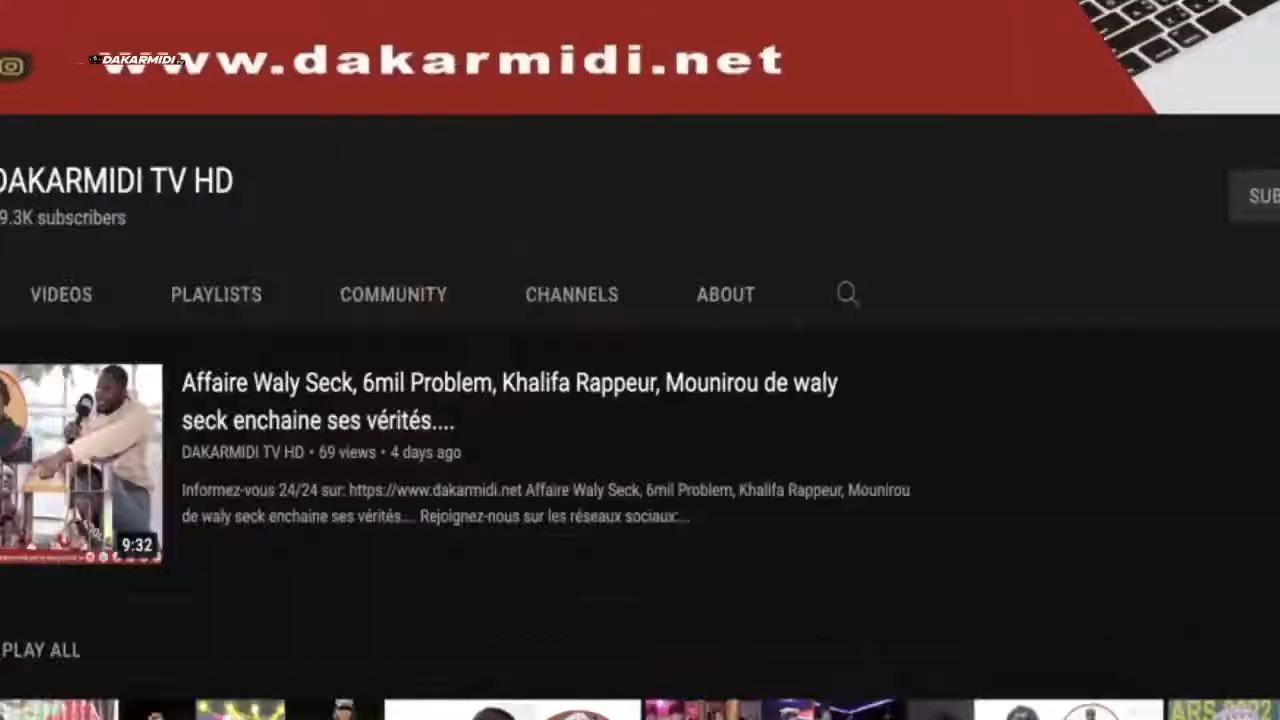 www.dakarmidi.net
DAKARMIDI
DAKARMIDI TV HD
9.3K subscribers
SUB
VIDEOS
PLAYLISTS
COMMUNITY
CHANNELS
ABOUT
Affaire Waly Seck, 6mil Problem, Khalifa Rappeur, Mounirou de waly
seck enchaine ses vérités....
DAKARMIDI TV HD • 69 views • 4 days ago
Informez-vous 24/24 sur: https://www.dakarmidi.net Affaire Waly Seck, 6mil Problem, Khalifa Rappeur, Mounirou
de waly seck enchaine ses vérités.... Rejoignez-nous sur les réseaux sociaux:...
9:32
PLAY ALL